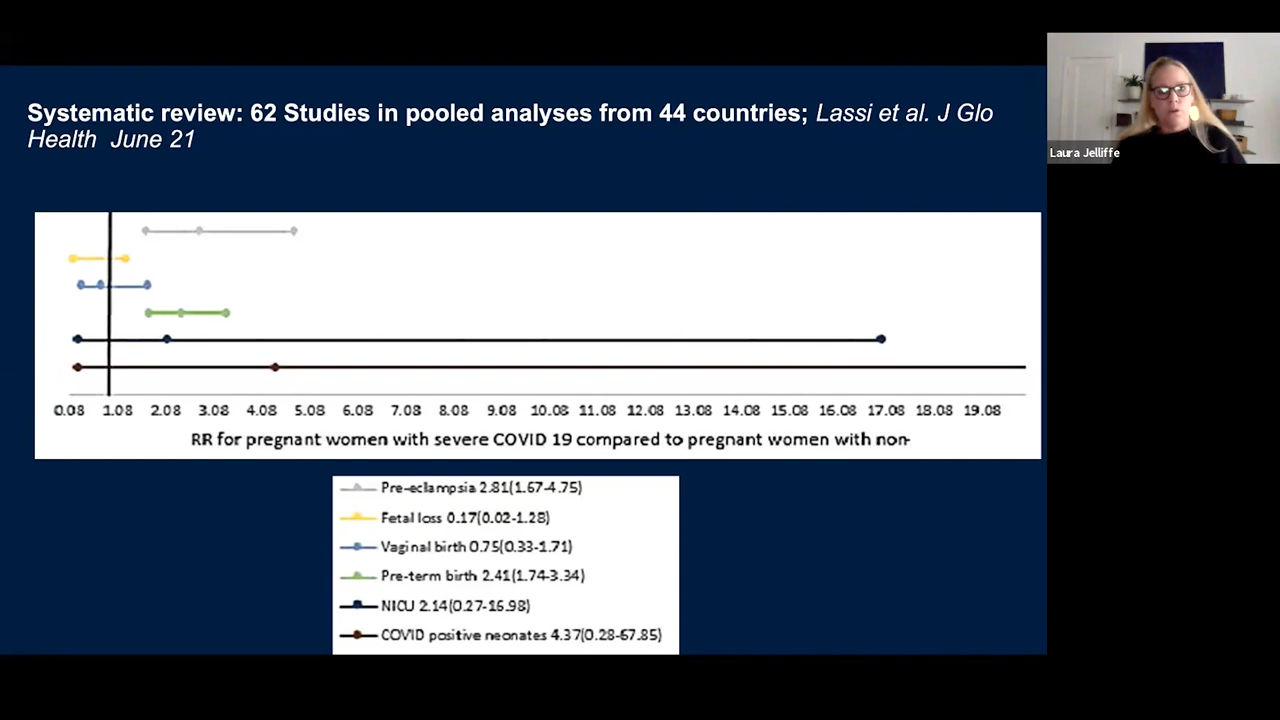 Systematic review: 62 Studies in pooled analyses from 44 countries; Lassi et al. J Glo
Health June 21
Laura Jelliffe
0.08 1.08 2.08 3.08 4.08 5.08 6.08 7.08 8.08 9.08 10.08 11.08 12.08 13.08 14.08 15.08 16.08 17.08 18.08 19.08
RR for pregnant women with severe COVID 19 compared to pregnant women with non-
Pre-eclampsia 2.81(1.67-4.75)
Fetal loss 0.17(0.02-1.28)
Vaginal birth 0.75(0.33-1.71)
Pre-term birth 2.41(1.74-3.34)
NICU 2.14(0.27-16.98)
COVID positive neonates 4.37(0.28-67.85)